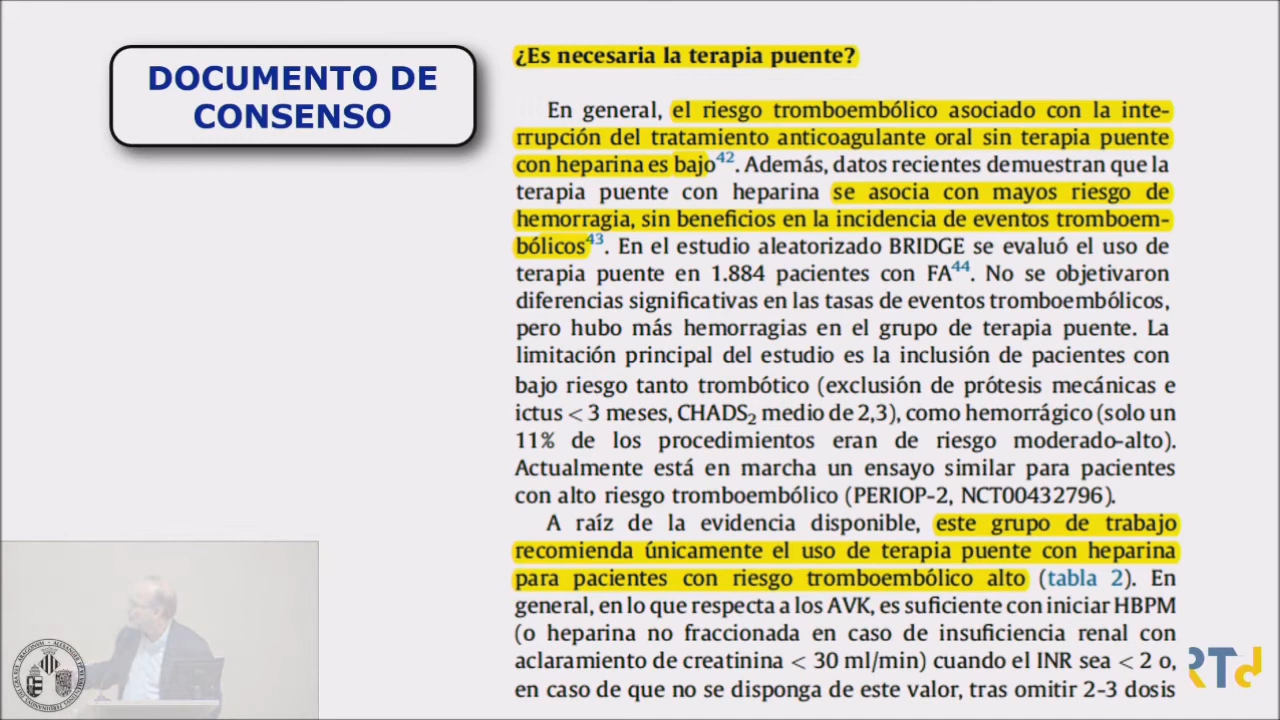 DOCUMENTO DE
CONSENSO
¿Es necesaria la terapia puente?
En general, el riesgo tromboembólico asociado con la inte-
rrupción del tratamiento anticoagulante oral sin terapia puente
con heparina es bajo42. Además, datos recientes demuestran que la
terapia puente con heparina se asocia con mayos riesgo de
hemorragia, sin beneficios en la incidencia de eventos tromboem-
bólicos43. En el estudio aleatorizado BRIDGE se evaluó el uso de
terapia puente en 1.884 pacientes con FA44. No se objetivaron
diferencias significativas en las tasas de eventos tromboembólicos,
pero hubo más hemorragias en el grupo de terapia puente. La
limitación principal del estudio es la inclusión de pacientes con
bajo riesgo tanto trombótico (exclusión de prótesis mecánicas e
ictus < 3 meses, CHADS2 medio de 2,3), como hemorrágico (solo un
11% de los procedimientos eran de riesgo moderado-alto).
Actualmente está en marcha un ensayo similar para pacientes
con alto riesgo tromboembólico (PERIOP-2, NCT00432796).
A raíz de la evidencia disponible, este grupo de trabajo
recomienda únicamente el uso de terapia puente con heparina
para pacientes con riesgo tromboembólico alto (tabla 2). En
general, en lo que respecta a los AVK, es suficiente con iniciar HBPM
(o heparina no fraccionada en caso de insuficiencia renal con
aclaramiento de creatinina < 30 ml/min) cuando el INR sea < 2 o,
en caso de que no se disponga de este valor, tras omitir 2-3 dosis
RTd